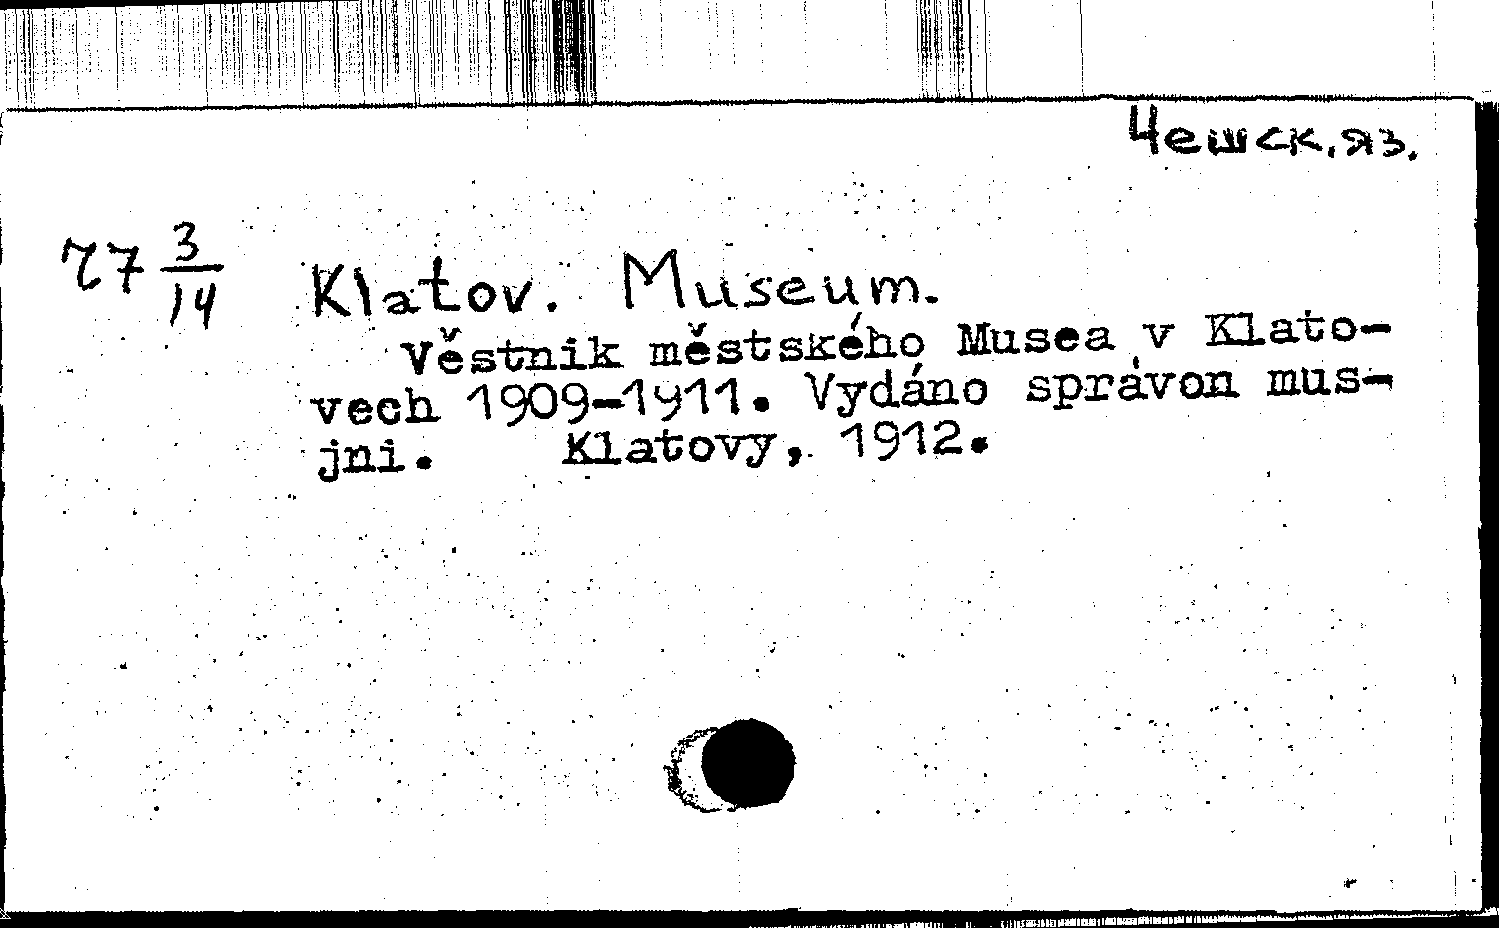 Чешск.яз.
77 3/14
Klatov. Museum.
Věstnik městského Musea v Klato-
vech 1909-1911. Vydáno správon mus-
jni. Klatovy, 1912.